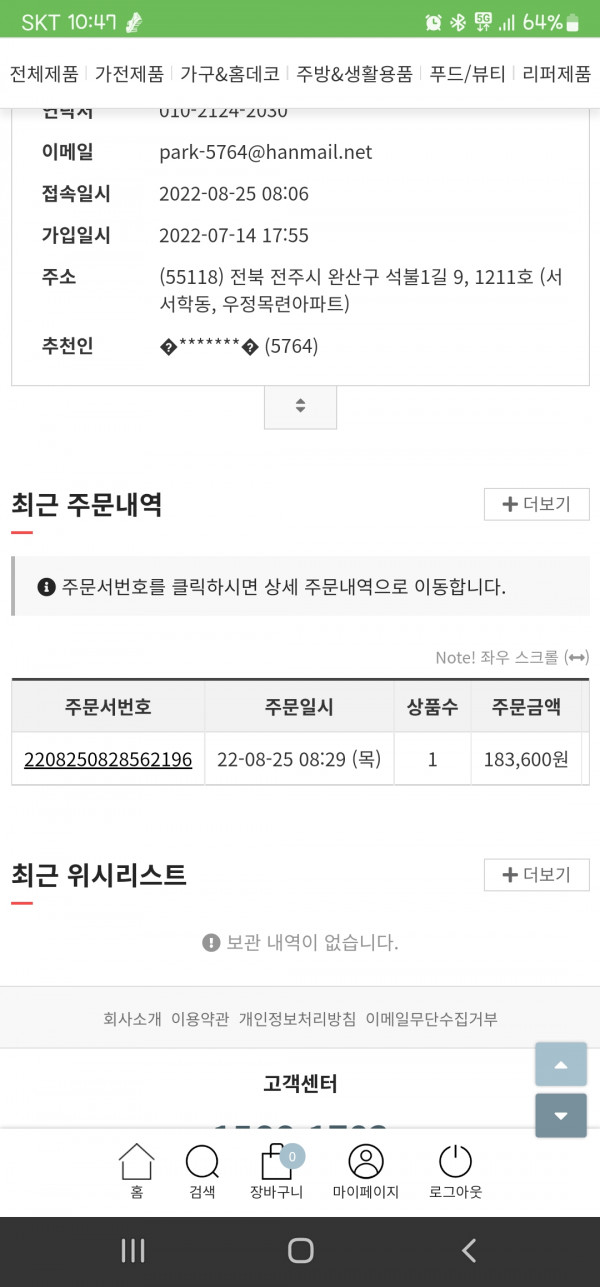 SKT 10:47
5G
64%
전체제품 가전제품 가구&홈데코 주방&생활용품 푸드/뷰티 리퍼제품
연락처 010-2124-2030
이메일 park-5764@hanmail.net
접속일시 2022-08-25 08:06
가입일시 2022-07-14 17:55
주소 (55118) 전북 전주시 완산구 석불1길 9, 1211호 (서
서학동, 우정목련아파트)
추천인 �*******� (5764)
최근 주문내역
+ 더보기
주문서번호를 클릭하시면 상세 주문내역으로 이동합니다.
Note! 좌우 스크롤 (↔)
주문서번호 주문일시 상품수 주문금액
2208250828562196 22-08-25 08:29 (목) 1 183,600원
최근 위시리스트
+ 더보기
보관 내역이 없습니다.
회사소개 이용약관 개인정보처리방침 이메일무단수집거부
고객센터
0
홈 검색 장바구니 마이페이지 로그아웃